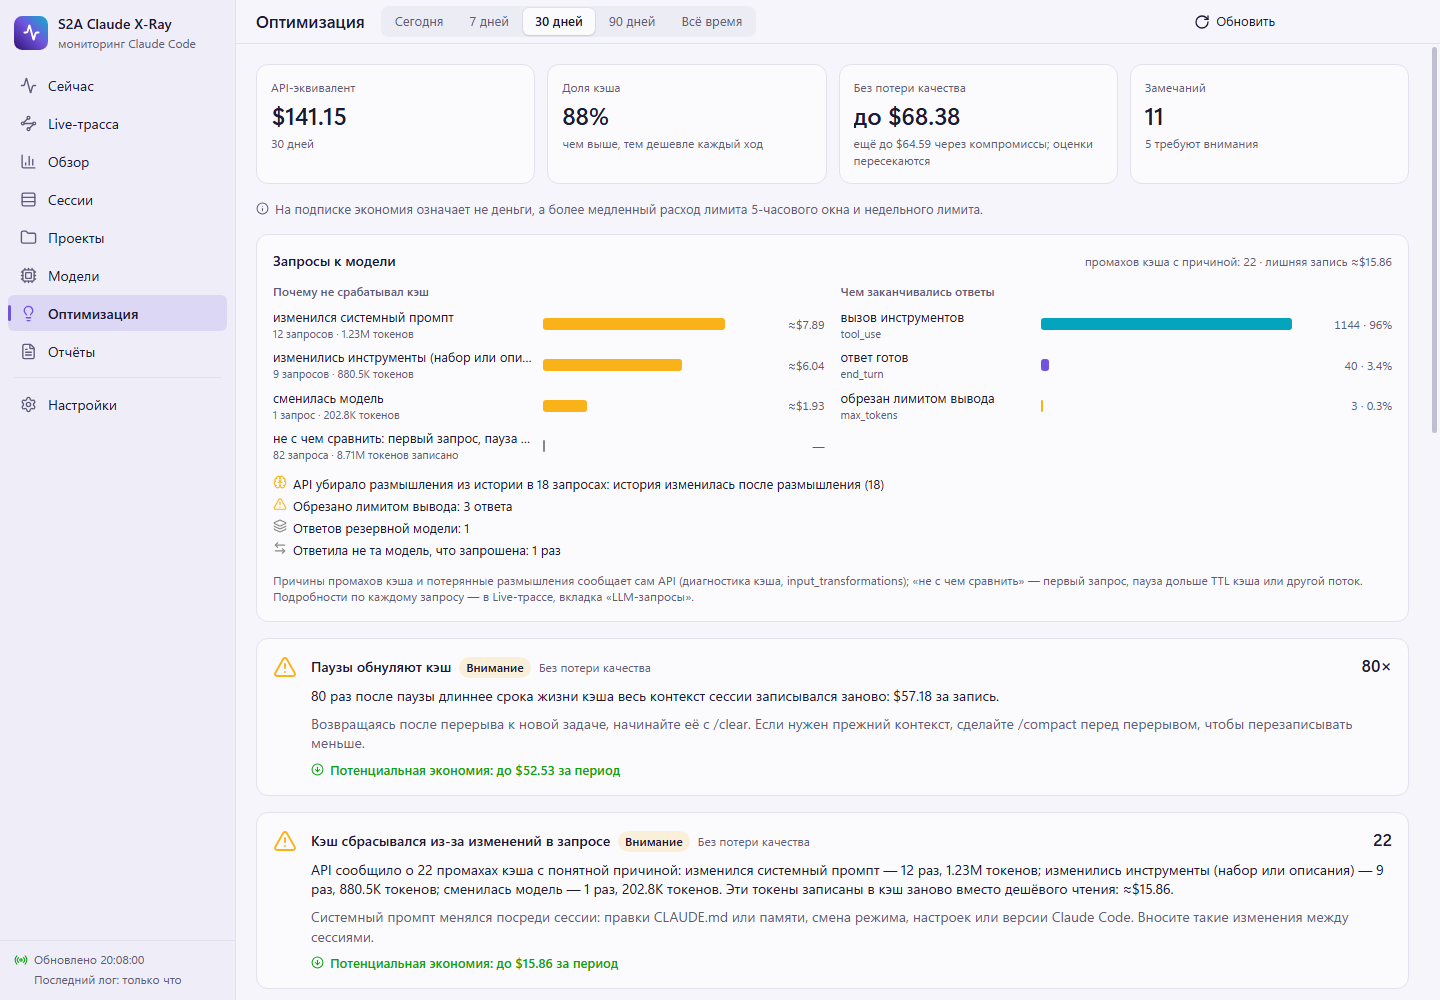 S2A Claude X-Ray
мониторинг Claude Code
Сейчас
Live-трасса
Обзор
Сессии
Проекты
Модели
Оптимизация
Отчёты
Настройки
Обновлено 20:08:00
Последний лог: только что
Оптимизация
Сегодня
7 дней
30 дней
90 дней
Всё время
Обновить
API-эквивалент
$141.15
30 дней
Доля кэша
88%
чем выше, тем дешевле каждый ход
Без потери качества
до $68.38
ещё до $64.59 через компромиссы; оценки
пересекаются
Замечаний
11
5 требуют внимания
На подписке экономия означает не деньги, а более медленный расход лимита 5-часового окна и недельного лимита.
Запросы к модели
промахов кэша с причиной: 22 · лишняя запись ≈$15.86
Почему не срабатывал кэш
изменился системный промпт
12 запросов · 1.23M токенов
≈$7.89
изменились инструменты (набор или опи...
9 запросов · 880.5K токенов
≈$6.04
сменилась модель
1 запрос · 202.8K токенов
≈$1.93
не с чем сравнить: первый запрос, пауза ...
82 запроса · 8.71M токенов записано
—
Чем заканчивались ответы
вызов инструментов
tool_use
1144 · 96%
ответ готов
end_turn
40 · 3.4%
обрезан лимитом вывода
max_tokens
3 · 0.3%
API убирало размышления из истории в 18 запросах: история изменилась после размышления (18)
Обрезано лимитом вывода: 3 ответа
Ответов резервной модели: 1
Ответила не та модель, что запрошена: 1 раз
Причины промахов кэша и потерянные размышления сообщает сам API (диагностика кэша, input_transformations); «не с чем сравнить» — первый запрос, пауза дольше TTL кэша или другой поток.
Подробности по каждому запросу — в Live-трассе, вкладка «LLM-запросы».
Паузы обнуляют кэш
Внимание
Без потери качества
80×
80 раз после паузы длиннее срока жизни кэша весь контекст сессии записывался заново: $57.18 за запись.
Возвращаясь после перерыва к новой задаче, начинайте её с /clear. Если нужен прежний контекст, сделайте /compact перед перерывом, чтобы перезаписывать
меньше.
Потенциальная экономия: до $52.53 за период
Кэш сбрасывался из-за изменений в запросе
Внимание
Без потери качества
22
API сообщило о 22 промахах кэша с понятной причиной: изменился системный промпт — 12 раз, 1.23M токенов; изменились инструменты (набор или описания) — 9
раз, 880.5K токенов; сменилась модель — 1 раз, 202.8K токенов. Эти токены записаны в кэш заново вместо дешёвого чтения: ≈$15.86.
Системный промпт менялся посреди сессии: правки CLAUDE.md или памяти, смена режима, настроек или версии Claude Code. Вносите такие изменения между
сессиями.
Потенциальная экономия: до $15.86 за период